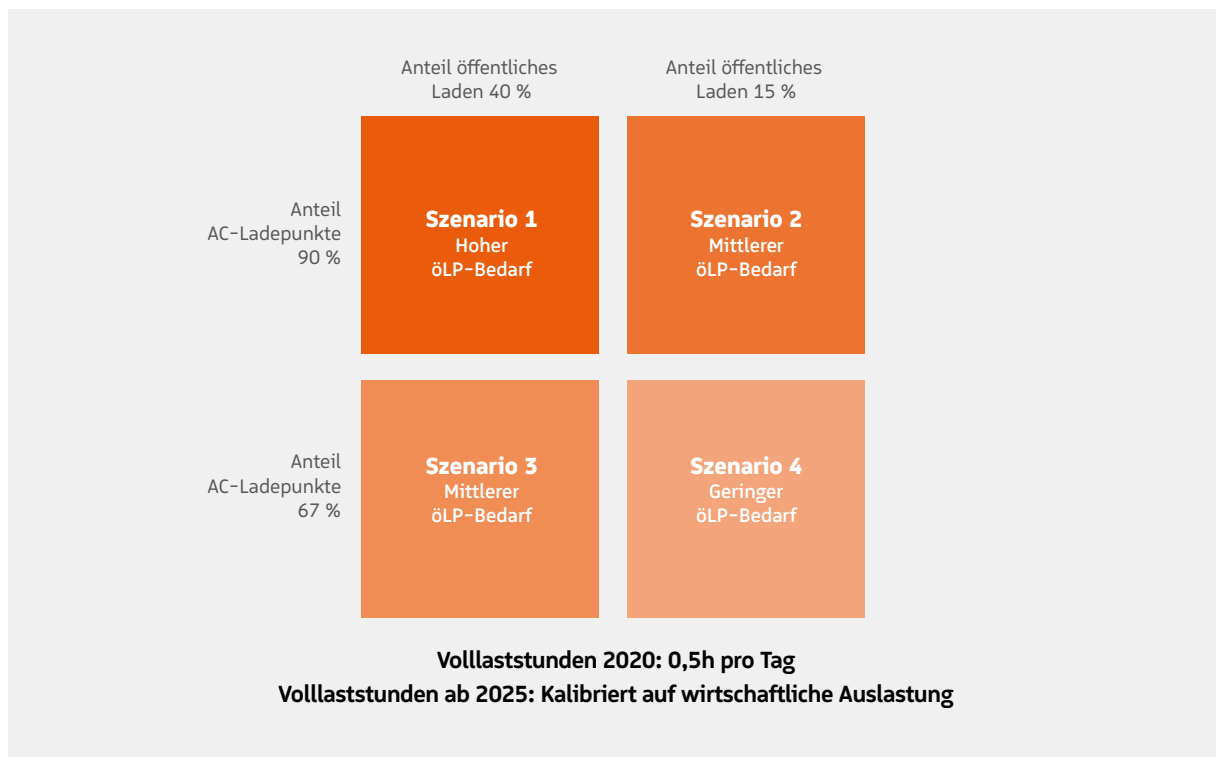 Anteil öffentliches
Laden 40 %
Anteil öffentliches
Laden 15 %
Anteil
AC-Ladepunkte
90 %
Szenario 1
Hoher
öLP-Bedarf
Szenario 2
Mittlerer
öLP-Bedarf
Anteil
AC-Ladepunkte
67 %
Szenario 3
Mittlerer
öLP-Bedarf
Szenario 4
Geringer
öLP-Bedarf
Volllaststunden 2020: 0,5h pro Tag
Volllaststunden ab 2025: Kalibriert auf wirtschaftliche Auslastung